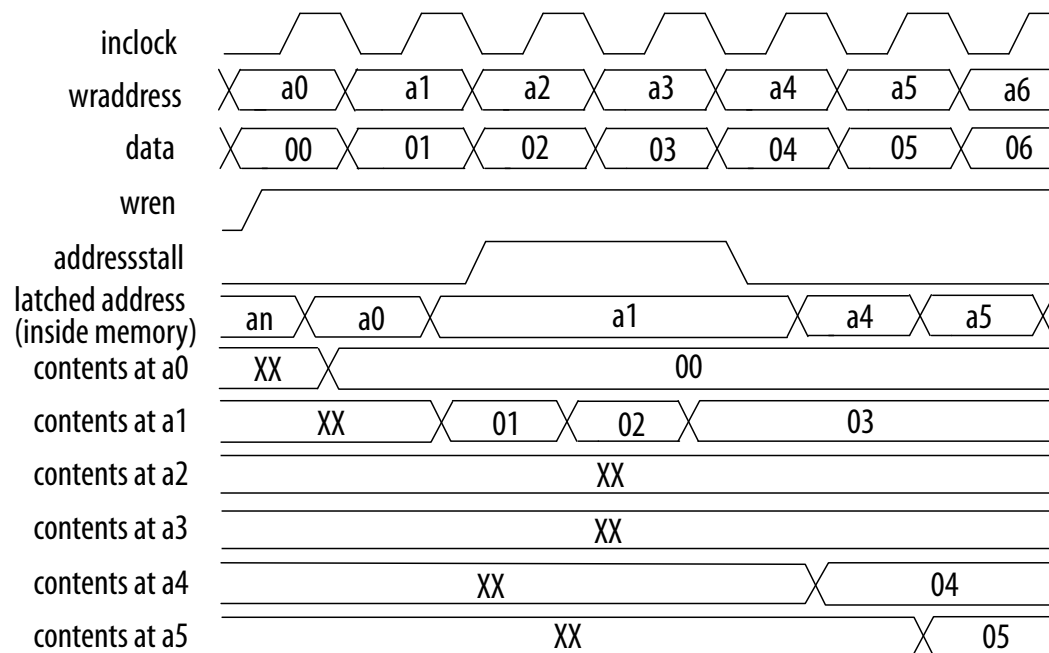 inclock
wraddress a0 a1 a2 a3 a4 a5 a6
data 00 01 02 03 04 05 06
wren
addressstall
latched address
(inside memory) an a0 a1 a4 a5
contents at a0 XX 00
contents at a1 XX 01 02 03
contents at a2 XX
contents at a3 XX
contents at a4 XX 04
contents at a5 XX 05